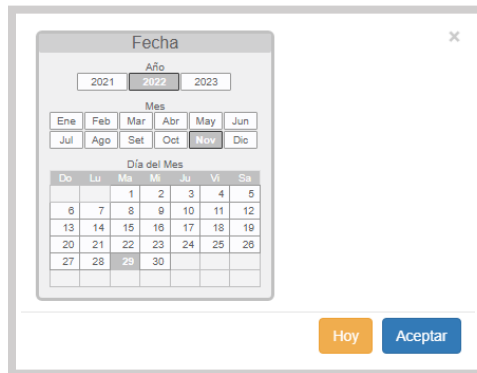 Fecha
×
Año
2021 2022 2023
Mes
Ene Feb Mar Abr May Jun
Jul Ago Set Oct Nov Dic
Día del Mes
Do Lu Ma Mi Ju Vi Sa
1 2 3 4 5
6 7 8 9 10 11 12
13 14 15 16 17 18 19
20 21 22 23 24 25 26
27 28 29 30
Hoy Aceptar